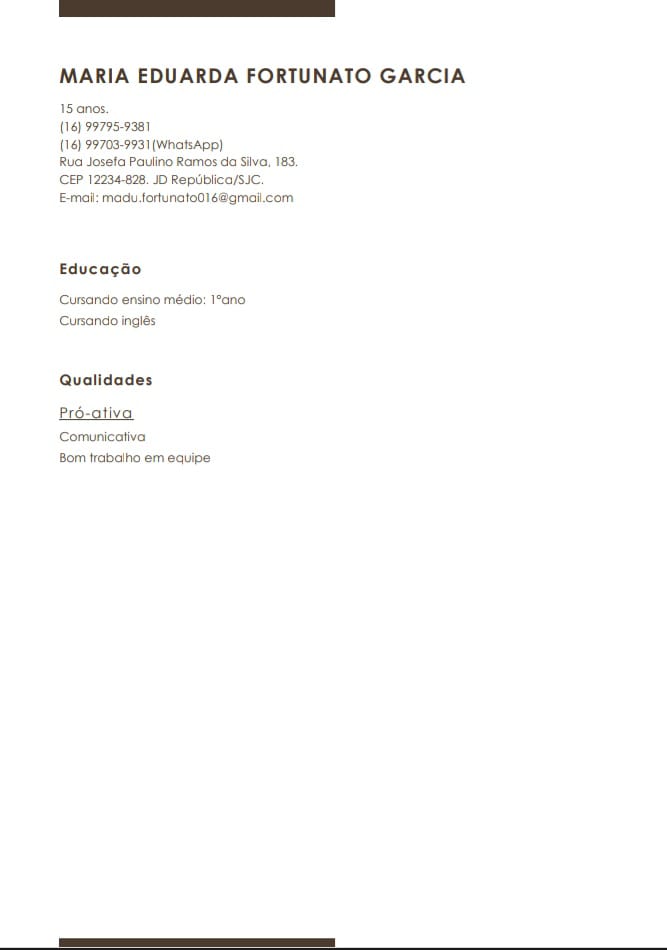 MARIA EDUARDA FORTUNATO GARCIA
15 anos.
(16) 99795-9381
(16) 99703-9931(WhatsApp)
Rua Josefa Paulino Ramos da Silva, 183.
CEP 12234-828. JD República/SJC.
E-mail: madu.fortunato016@gmail.com
Educação
Cursando ensino médio: 1ºano
Cursando inglês
Qualidades
Pró-ativa
Comunicativa
Bom trabalho em equipe